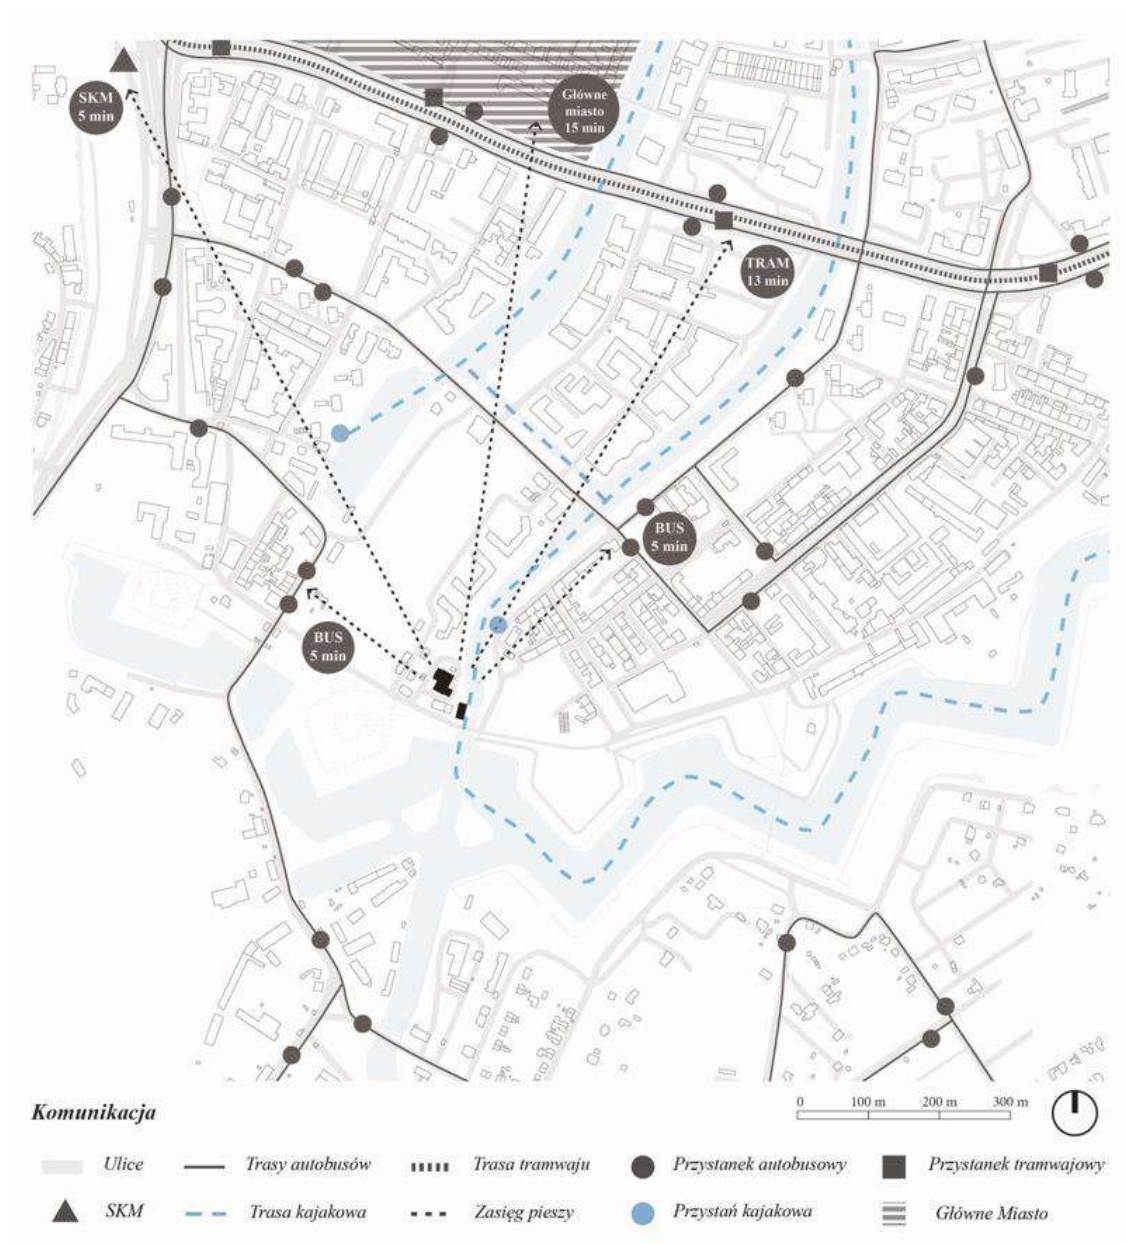 SKM
5 min
Główne
miasto
15 min
TRAM
13 min
BUS
5 min
BUS
5 min
Komunikacja
0 100 m 200 m 300 m
Ulice Trasy autobusów Trasa tramwaju Przystanek autobusowy Przystanek tramwajowy
SKM Trasa kajakowa Zasięg pieszy Przystań kajakowa Główne Miasto